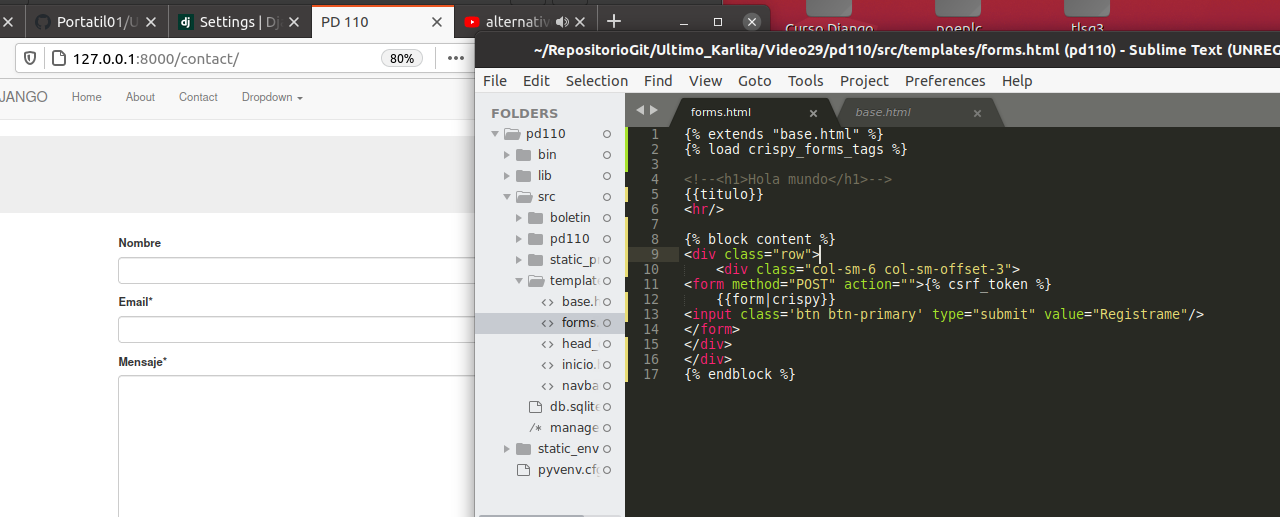 Portatil01/U
Settings | Dj
PD 110
alternativ
Curso Django
poeplc
tlsg3
127.0.0.1:8000/contact/
80%
~/RepositorioGit/Ultimo_Karlita/Video29/pd110/src/templates/forms.html (pd110) - Sublime Text (UNREG
File Edit Selection Find View Goto Tools Project Preferences Help
JANGO
Home
About
Contact
Dropdown
Nombre
Email*
Mensaje*
FOLDERS
pd110
bin
lib
src
boletin
pd110
static_pr
templat
base.h
forms.
head_
inicio.h
navba
db.sqlite
manage
static_env
pyvenv.cfg
forms.html
base.html
1 {% extends "base.html" %}
2 {% load crispy_forms_tags %}
3
4 <!--<h1>Hola mundo</h1>-->
5 {{titulo}}
6 <hr/>
7
8 {% block content %}
9 <div class="row">
10 <div class="col-sm-6 col-sm-offset-3">
11 <form method="POST" action="">{% csrf_token %}
12 {{form|crispy}}
13 <input class='btn btn-primary' type="submit" value="Registrame"/>
14 </form>
15 </div>
16 </div>
17 {% endblock %}